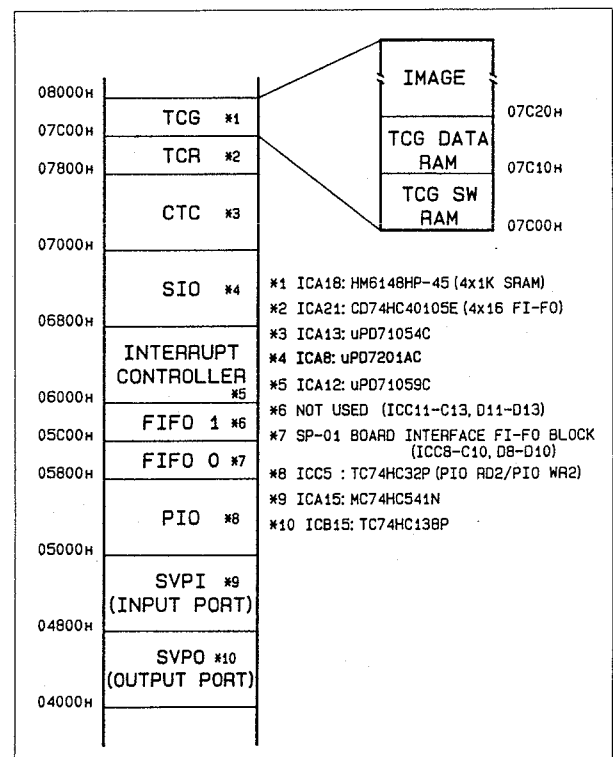 IMAGE
07C20H
TCG DATA
RAM
07C10H
TCG SW
RAM
07C00H
08000H
TCG *1
07C00H
TCR *2
07800H
CTC *3
07000H
SIO *4
06800H
INTERRUPT
CONTROLLER
*5
06000H
FIFO 1 *6
05C00H
FIFO 0 *7
05800H
PIO *8
05000H
SVPI *9
(INPUT PORT)
04800H
SVPO *10
(OUTPUT PORT)
04000H
*1 ICA18: HM6148HP-45 (4x1K SRAM)
*2 ICA21: CD74HC40105E (4x16 FI-FO)
*3 ICA13: uPD71054C
*4 ICA8: uPD7201AC
*5 ICA12: uPD71059C
*6 NOT USED (ICC11-C13, D11-D13)
*7 SP-01 BOARD INTERFACE FI-FO BLOCK
(ICC8-C10, D8-D10)
*8 ICC5 : TC74HC32P (PIO RD2/PIO WR2)
*9 ICA15: MC74HC541N
*10 ICB15: TC74HC138P